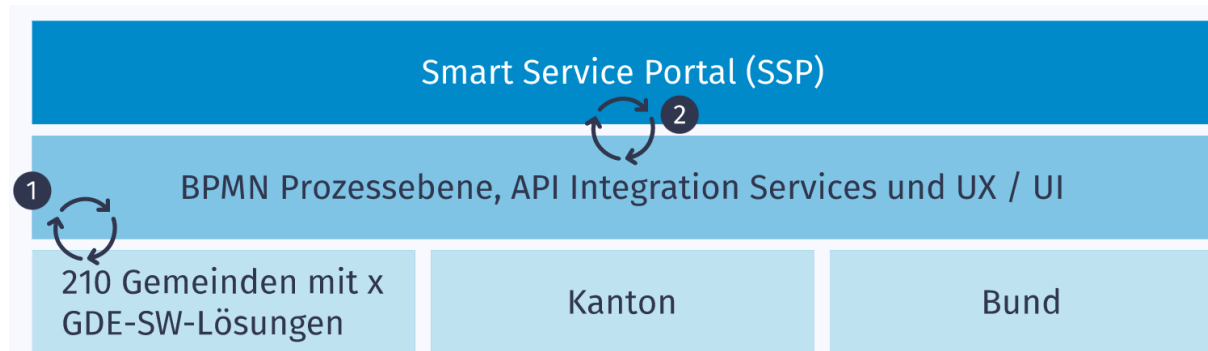 Smart Service Portal (SSP)
2
1
BPMN Prozessebene, API Integration Services und UX / UI
210 Gemeinden mit x
GDE-SW-Lösungen
Kanton
Bund